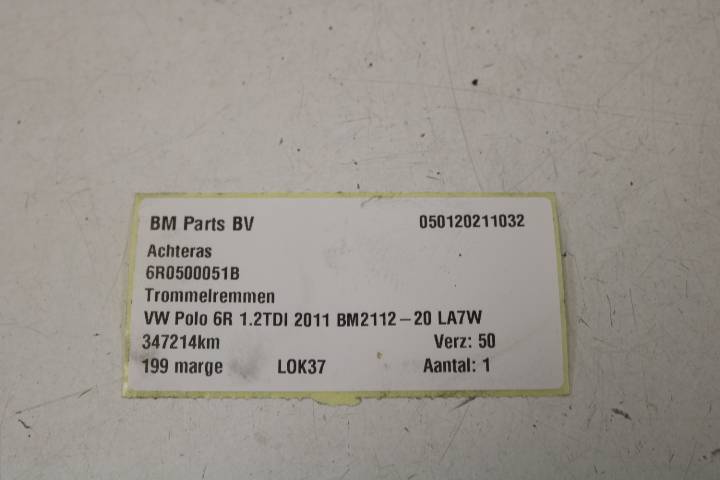 BM Parts BV 050120211032
Achteras
6R0500051B
Trommelremmen
VW Polo 6R 1.2TDI 2011 BM2112-20 LA7W
347214km Verz: 50
199 marge LOK37 Aantal: 1